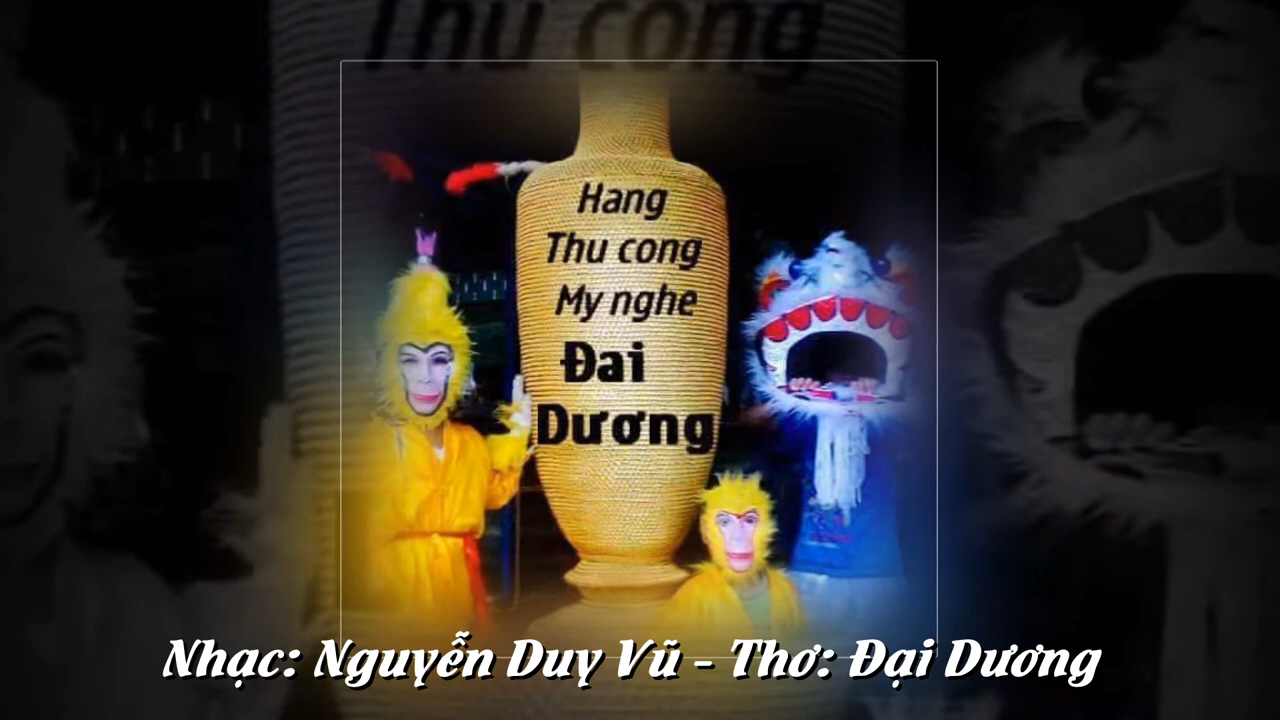 Thu cong
Hang
Thu cong
My nghe
Đai
Dương
Nhạc: Nguyễn Duy Vũ - Thơ: Đại Dương